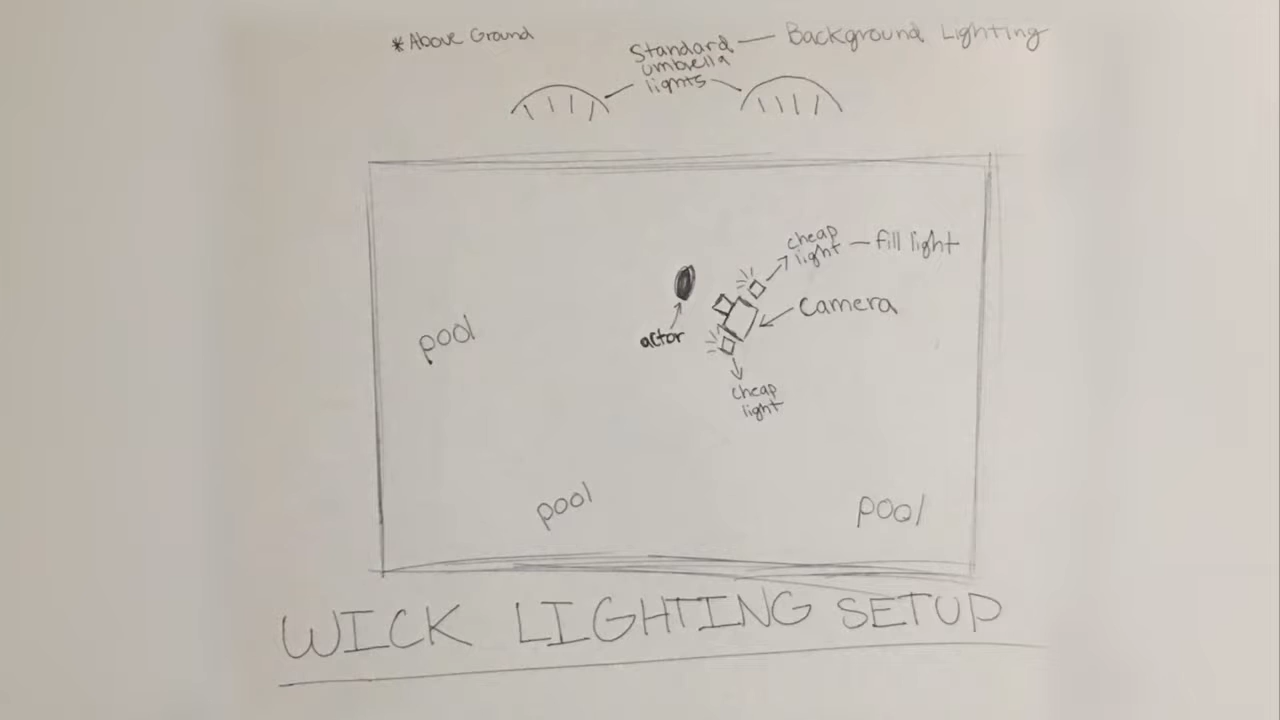 *Above Ground
Standard — Background Lighting
umbrella
lights
cheap
light — fill light
Camera
actor
pool
cheap
light
pool
pool
WICK LIGHTING SETUP